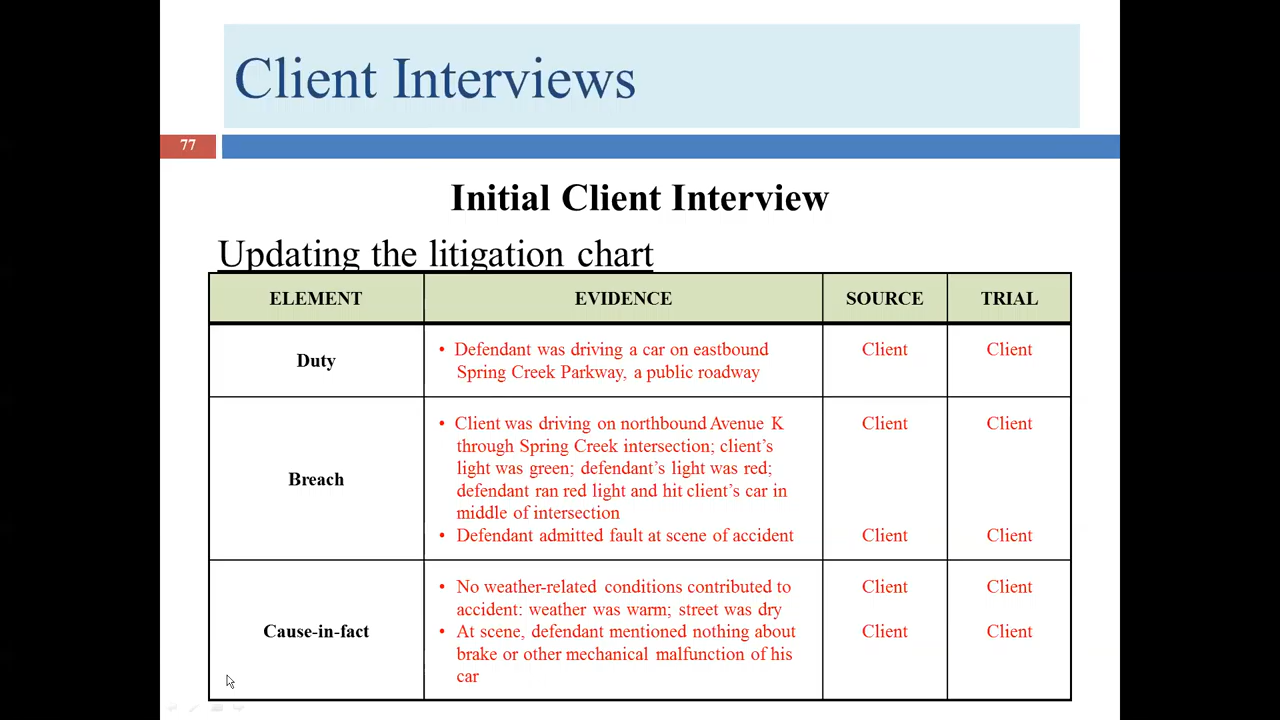 Client Interviews
77
Initial Client Interview
Updating the litigation chart
ELEMENT EVIDENCE SOURCE TRIAL
Duty
• Defendant was driving a car on eastbound Client Client
Spring Creek Parkway, a public roadway
Breach
• Client was driving on northbound Avenue K Client Client
through Spring Creek intersection; client's
light was green; defendant's light was red;
defendant ran red light and hit client's car in
middle of intersection
• Defendant admitted fault at scene of accident Client Client
Cause-in-fact
• No weather-related conditions contributed to Client Client
accident: weather was warm; street was dry
• At scene, defendant mentioned nothing about Client Client
brake or other mechanical malfunction of his
car